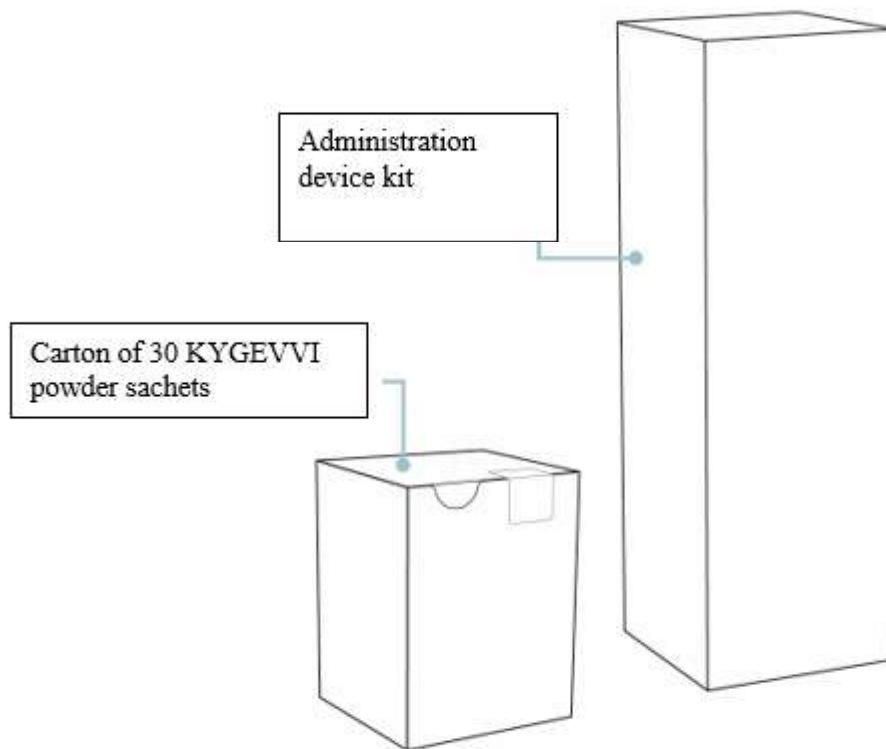 Administration
device kit
Carton of 30 KYGEVVI
powder sachets